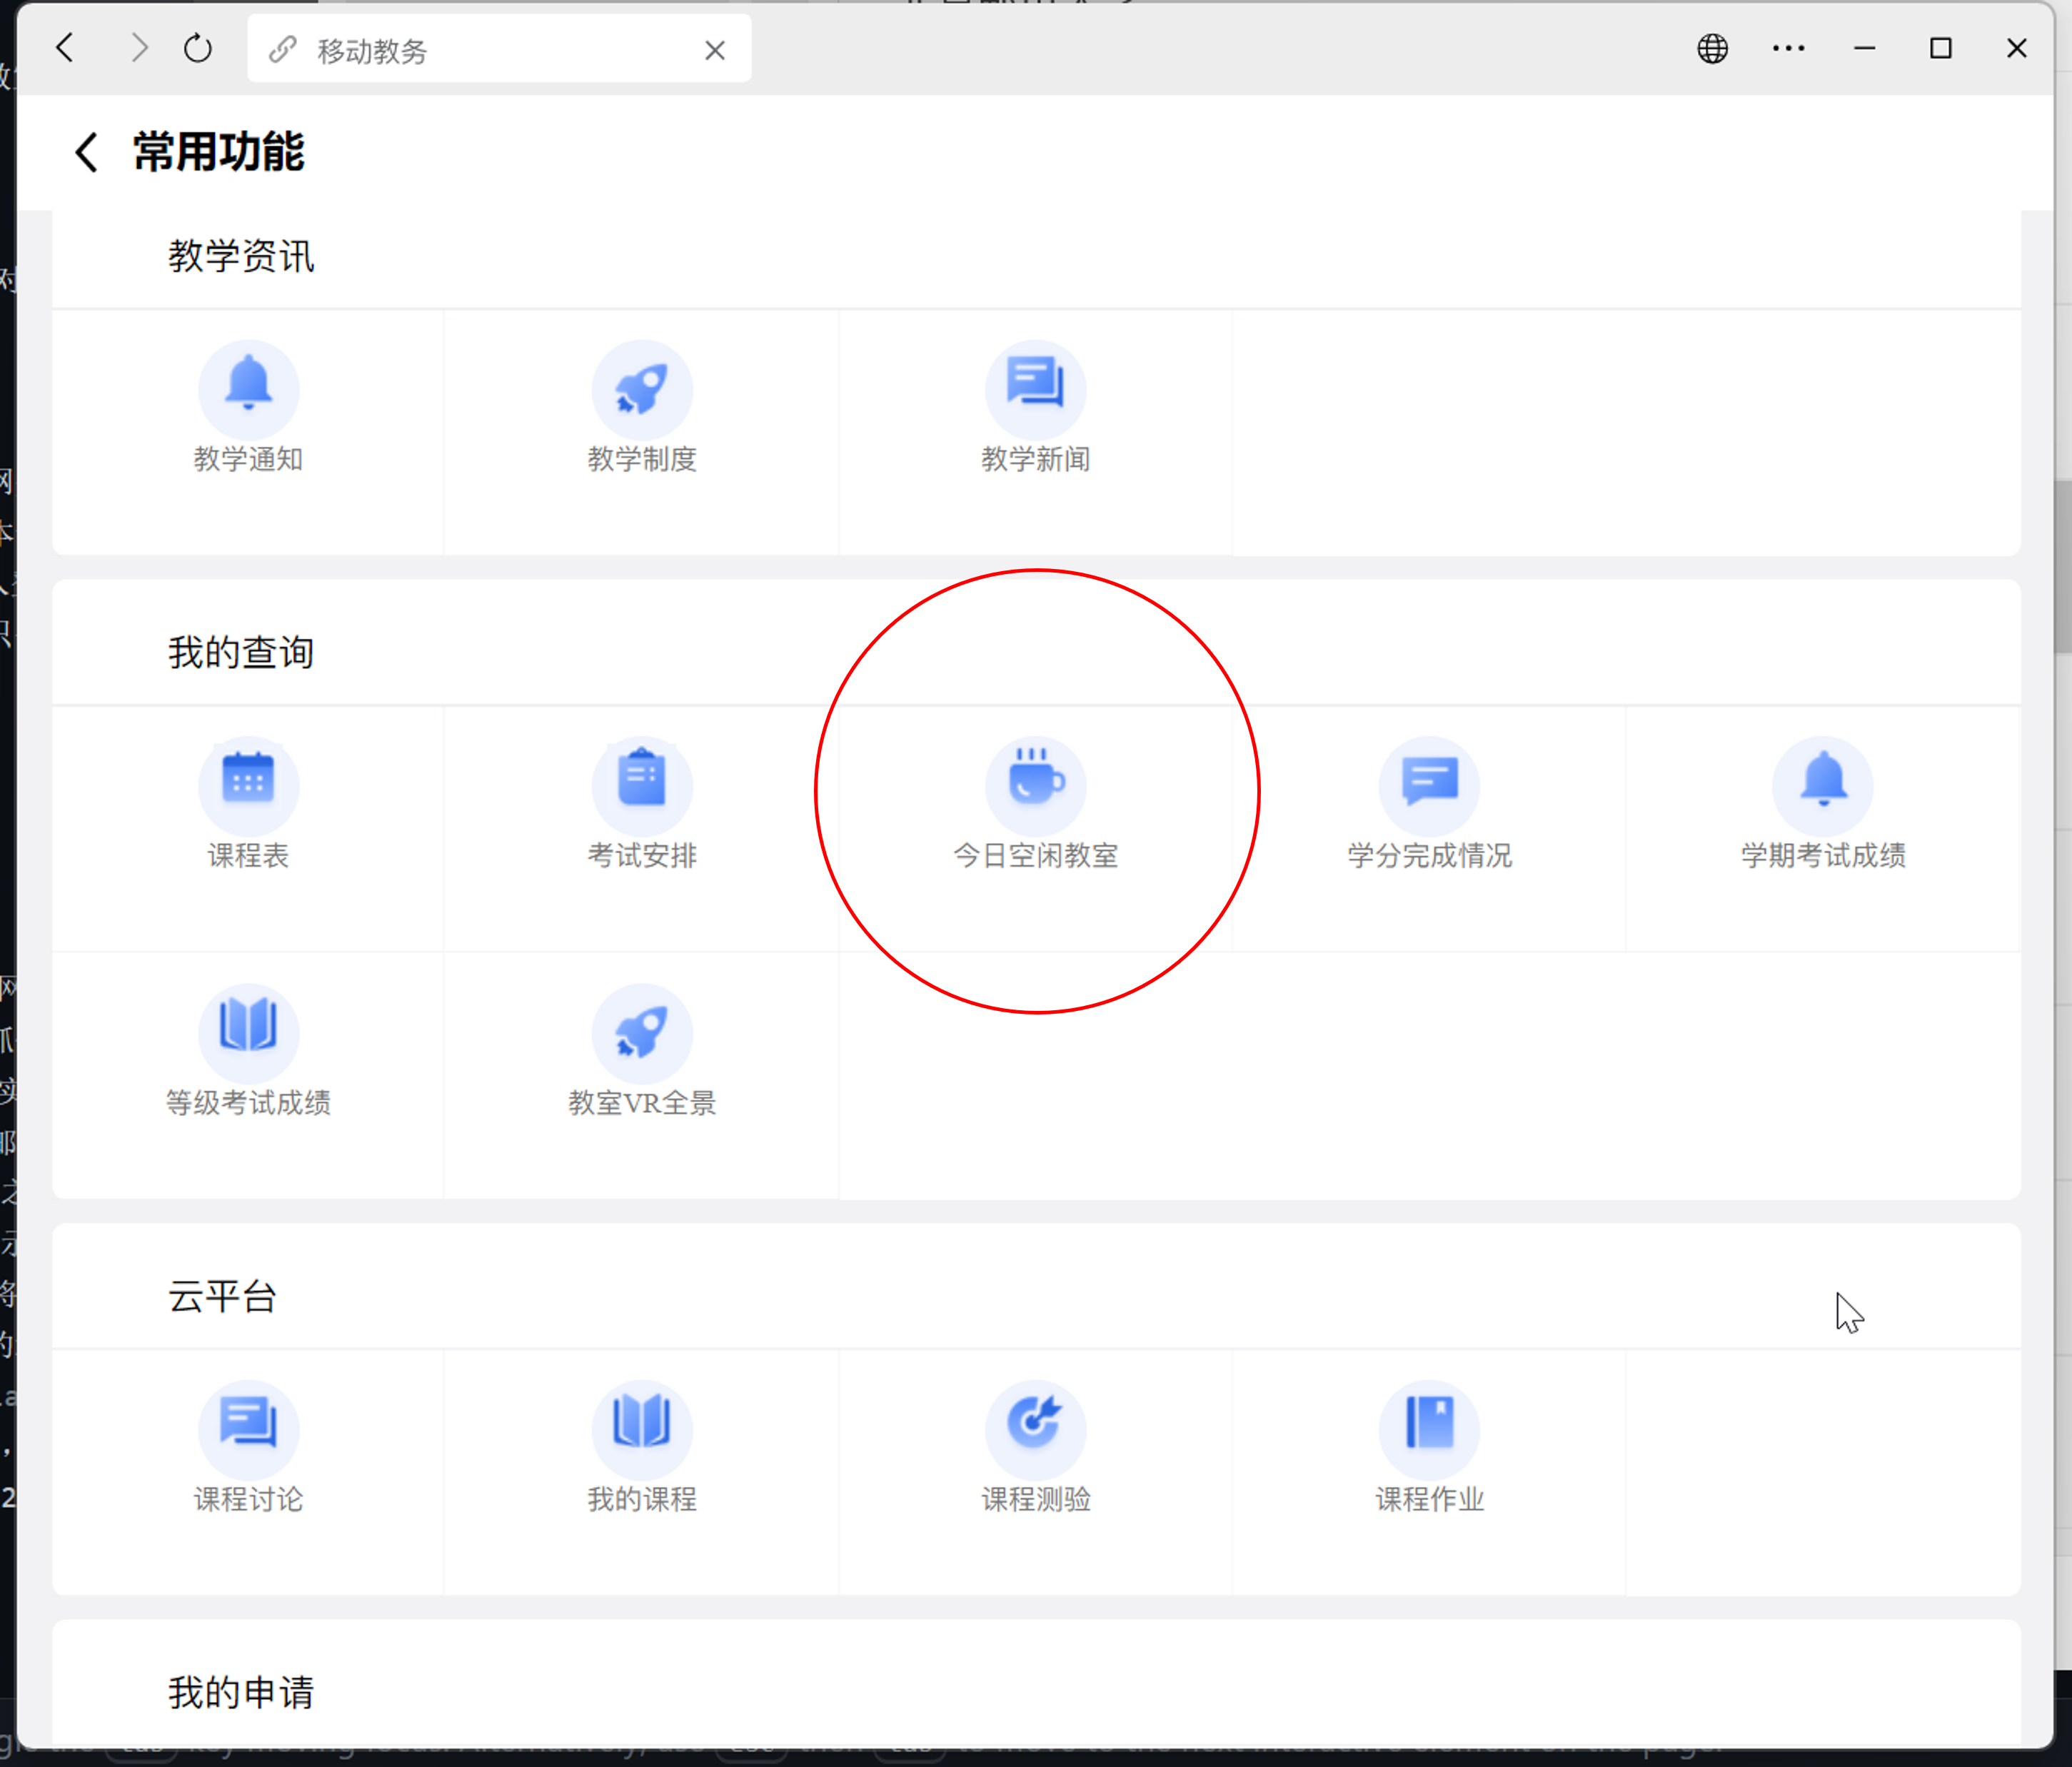 移动教务
常用功能
教学资讯
教学通知
教学制度
教学新闻
我的查询
课程表
考试安排
今日空闲教室
学分完成情况
学期考试成绩
等级考试成绩
教室VR全景
云平台
课程讨论
我的课程
课程测验
课程作业
我的申请